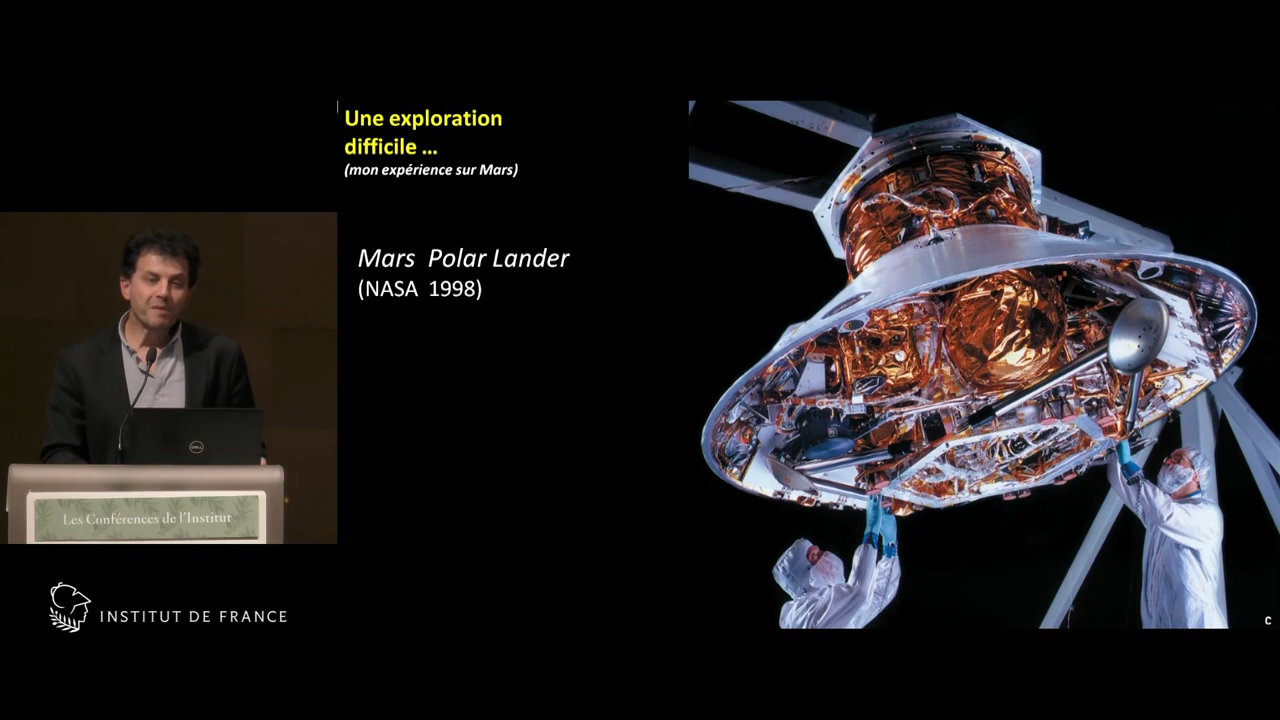 Une exploration
difficile ...
(mon expérience sur Mars)
Mars Polar Lander
(NASA 1998)
DELL
Les Conférences de l'Institut
INSTITUT DE FRANCE
C